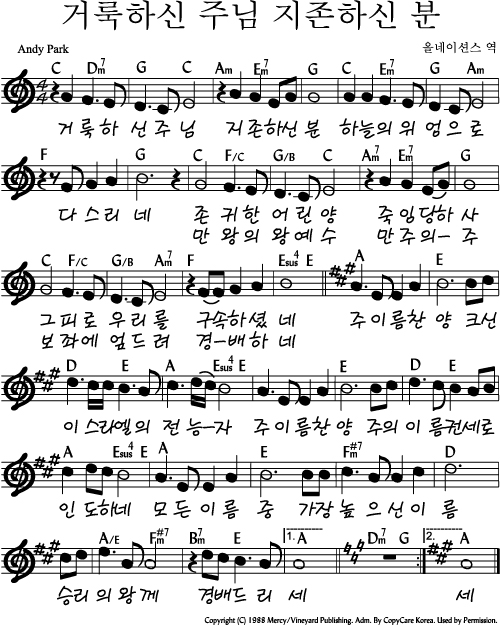 거룩하신 주님 지존하신 분
Andy Park 올네이션스 역
C Dm7 G C Am Em7 G C Em7 G Am
거룩하 신주님 지존하신 분 하늘의 위 엄으로
F G C F/C G/B C Am7 Em7 G
다 스리 네 존 귀한 어 린 양 죽임당하 사
만 왕의 왕예 수 만 주의- 주
C F/C G/B Am7 F Esus4 E A E
그피로 우리를 구속하셨 네 주 이름찬 양 크신
보좌에 엎드려 경-배하 네
D E A Esus4 E A E
이 스라엘의 전 능-자 주 이 름찬 양 주의 이 름권세로
A Esus4 E A E F#m7 D
인 도하네 모 든 이 름 중 가장 높 으 신 이 름
A/E F#m7 Bm7 E 1. A Dm7 G 2. A
승리 의 왕 께 경배드 리 세 세
Copyright (C) 1988 Mercy/Vineyard Publishing. Adm. By CopyCare Korea. Used by Permission.